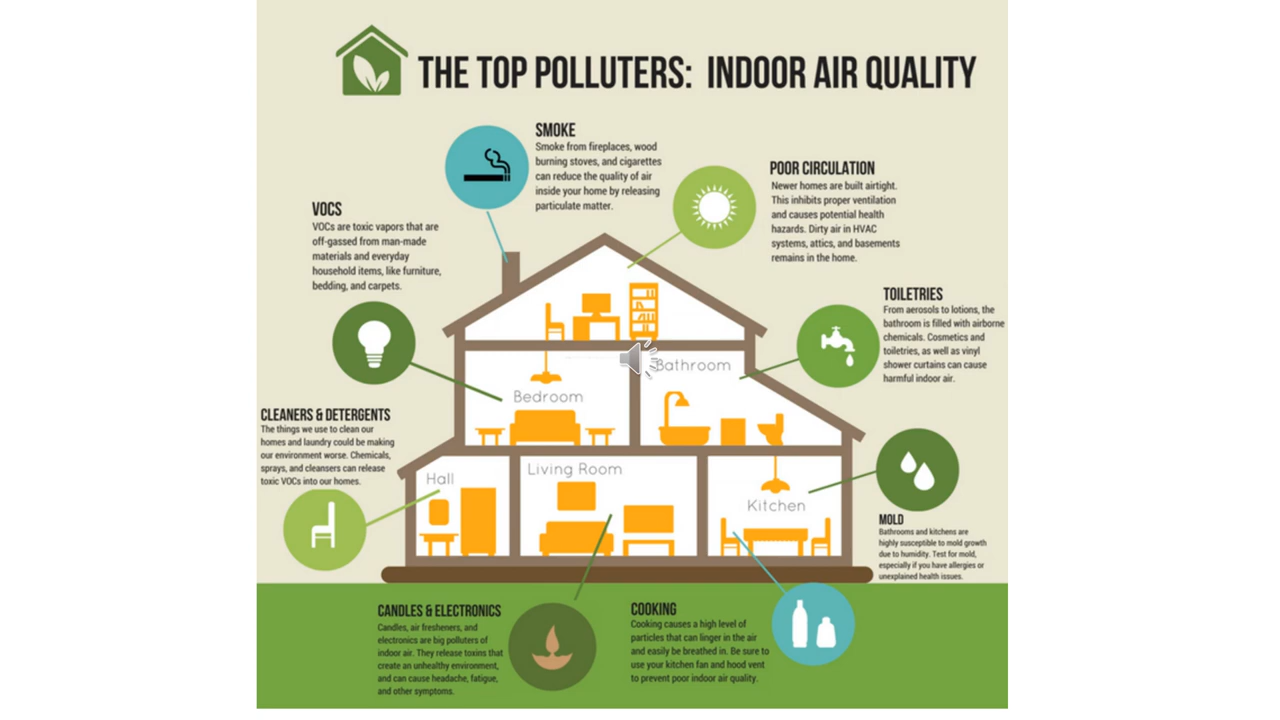 THE TOP POLLUTERS: INDOOR AIR QUALITY
SMOKE
Smoke from fireplaces, wood
burning stoves, and cigarettes
can reduce the quality of air
inside your home by releasing
particulate matter.
POOR CIRCULATION
Newer homes are built airtight.
This inhibits proper ventilation
and causes potential health
hazards. Dirty air in HVAC
systems, attics, and basements
remains in the home.
VOCS
VOCs are toxic vapors that are
off-gassed from man-made
materials and everyday
household items, like furniture,
bedding, and carpets.
TOILETRIES
From aerosols to lotions, the
bathroom is filled with airborne
chemicals. Cosmetics and
toiletries, as well as vinyl
shower curtains can cause
harmful indoor air.
Bathroom
Bedroom
CLEANERS & DETERGENTS
The things we use to clean our
homes and laundry could be making
our environment worse. Chemicals,
sprays, and cleansers can release
toxic VOCs into our homes.
Hall
Living Room
Kitchen
MOLD
Bathrooms and kitchens are
highly susceptible to mold growth
due to humidity. Test for mold,
especially if you have allergies or
unexplained health issues.
CANDLES & ELECTRONICS
Candles, air fresheners, and
electronics are big polluters of
indoor air. They release toxins that
create an unhealthy environment,
and can cause headache, fatigue,
and other symptoms.
COOKING
Cooking causes a high level of
particles that can linger in the air
and easily be breathed in. Be sure to
use your kitchen fan and hood vent
to prevent poor indoor air quality.